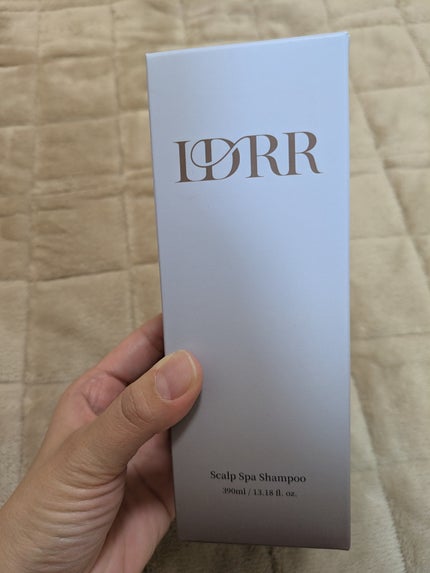 LDRR
Scalp Spa Shampoo
390ml / 13.18 fl. oz.